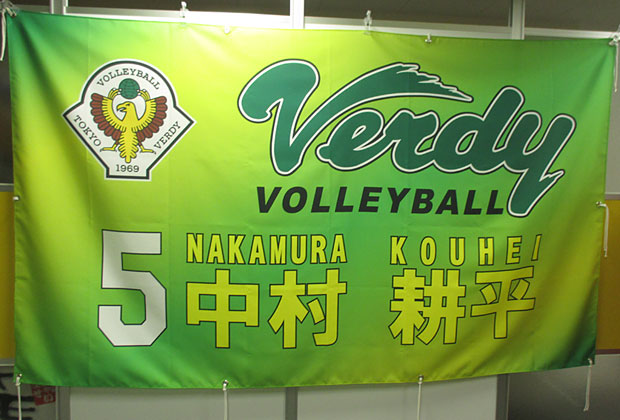 VOLLEYBALL
TOKYO VERDY
1969
Verdy
VOLLEYBALL
NAKAMURA KOUHEI
5 中村 耕平